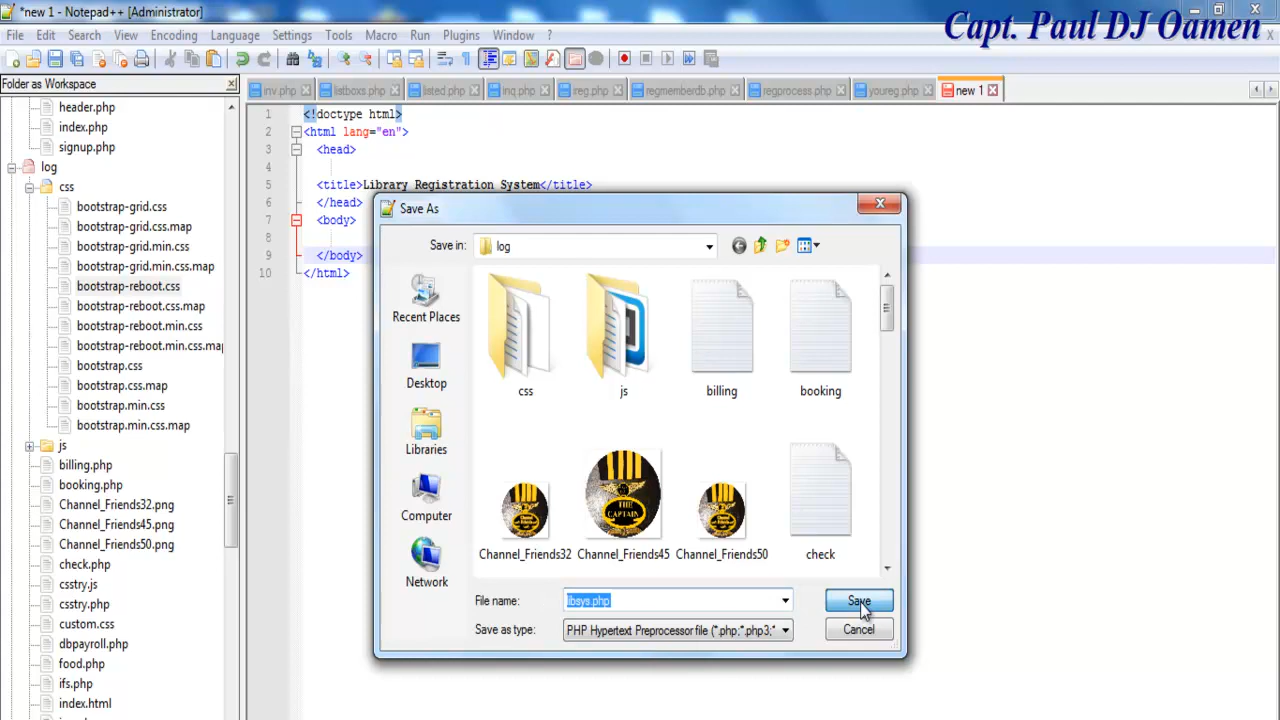 *new 1 - Notepad++ [Administrator]
Capt. Paul DJ Oamen
File Edit Search View Encoding Language Settings Tools Macro Run Plugins Window ?
Folder as Workspace
inv.php listboxs.php listed.php inq.php reg.php regmemberdb.php regprocess.php youreg.php new 1
header.php
index.php
signup.php
log
css
bootstrap-grid.css
bootstrap-grid.css.map
bootstrap-grid.min.css
bootstrap-grid.min.css.map
bootstrap-reboot.css
bootstrap-reboot.css.map
bootstrap-reboot.min.css
bootstrap-reboot.min.css.map
bootstrap.css
bootstrap.css.map
bootstrap.min.css
bootstrap.min.css.map
js
billing.php
booking.php
Channel_Friends32.png
Channel_Friends45.png
Channel_Friends50.png
check.php
csstry.js
csstry.php
custom.css
dbpayroll.php
food.php
ifs.php
index.html
1 <!doctype html>
2 <html lang="en">
3 <head>
4
5 <title>Library Registration System</title>
6 </head>
7 <body>
8
9 </body>
10 </html>
Save As
Save in: log
Recent Places
Desktop
Libraries
Computer
Network
css js billing booking
THE CAPTAIN
Channel_Friends32 Channel_Friends45 Channel_Friends50 check
File name: libsys.php Save
Save as type: PHP Hypertext Preprocessor file (*.php;*.php3;* Cancel